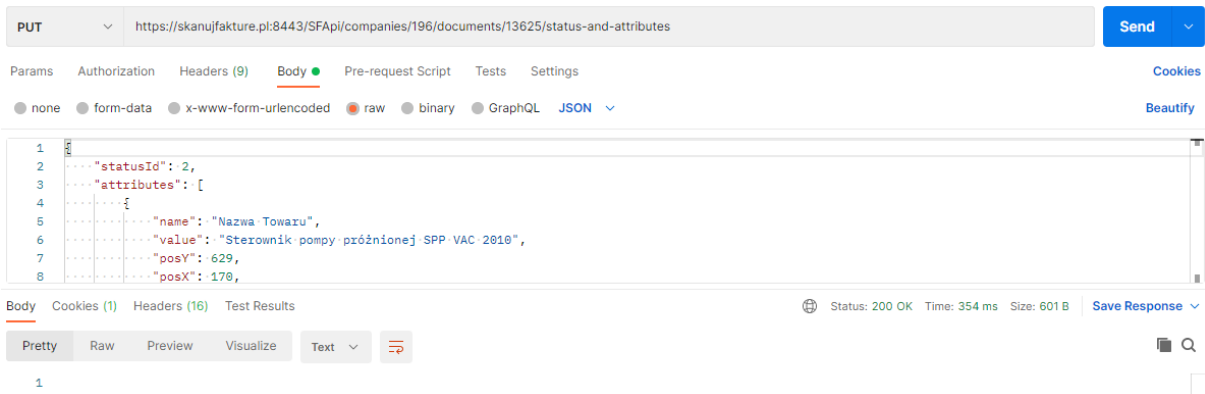 PUT https://skanujfakture.pl:8443/SFApi/companies/196/documents/13625/status-and-attributes Send
Params Authorization Headers (9) Body Pre-request Script Tests Settings Cookies
none form-data x-www-form-urlencoded raw binary GraphQL JSON Beautify
1 {
2 "statusId": 2,
3 "attributes": [
4 {
5 "name": "Nazwa Towaru",
6 "value": "Sterownik pompy próżnionej SPP VAC 2010",
7 "posY": 629,
8 "posX": 170,
Body Cookies (1) Headers (16) Test Results Status: 200 OK Time: 354 ms Size: 601 B Save Response
Pretty Raw Preview Visualize Text
1